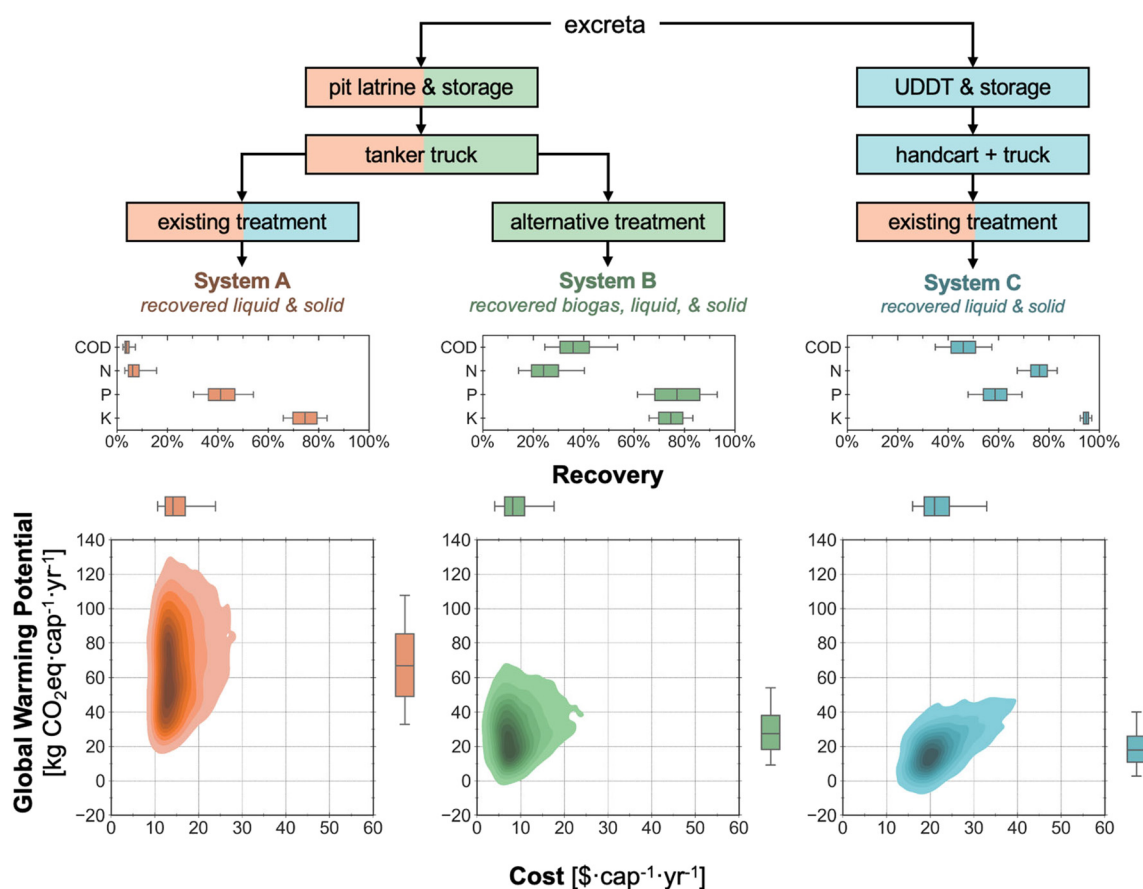 excreta
pit latrine & storage
UDDT & storage
tanker truck
handcart + truck
existing treatment
alternative treatment
existing treatment
System A
recovered liquid & solid
System B
recovered biogas, liquid, & solid
System C
recovered liquid & solid
COD
N
P
K
0% 20% 40% 60% 80% 100%
COD
N
P
K
0% 20% 40% 60% 80% 100%
COD
N
P
K
0% 20% 40% 60% 80% 100%
Recovery
Global Warming Potential
[kg CO₂eq·cap⁻¹·yr⁻¹]
140
120
100
80
60
40
20
0
−20
0 10 20 30 40 50 60
140
120
100
80
60
40
20
0
−20
0 10 20 30 40 50 60
140
120
100
80
60
40
20
0
−20
0 10 20 30 40 50 60
Cost [$·cap⁻¹·yr⁻¹]